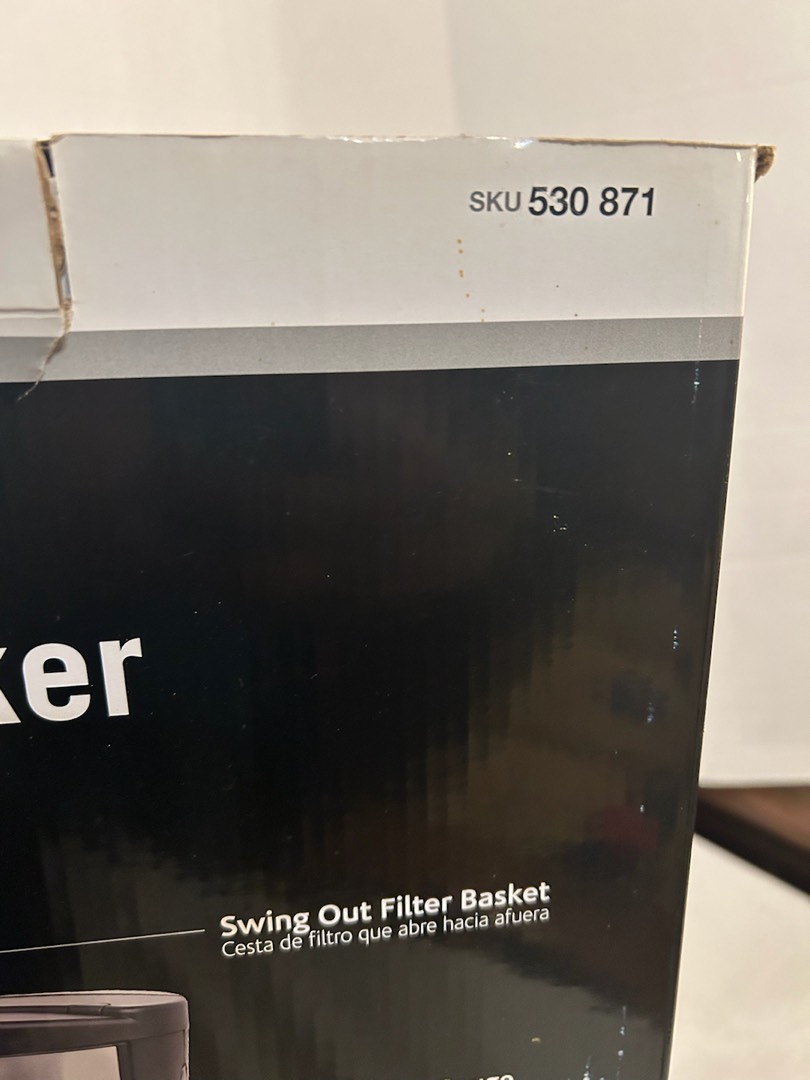 SKU 530 871
ker
Swing Out Filter Basket
Cesta de filtro que abre hacia afuera